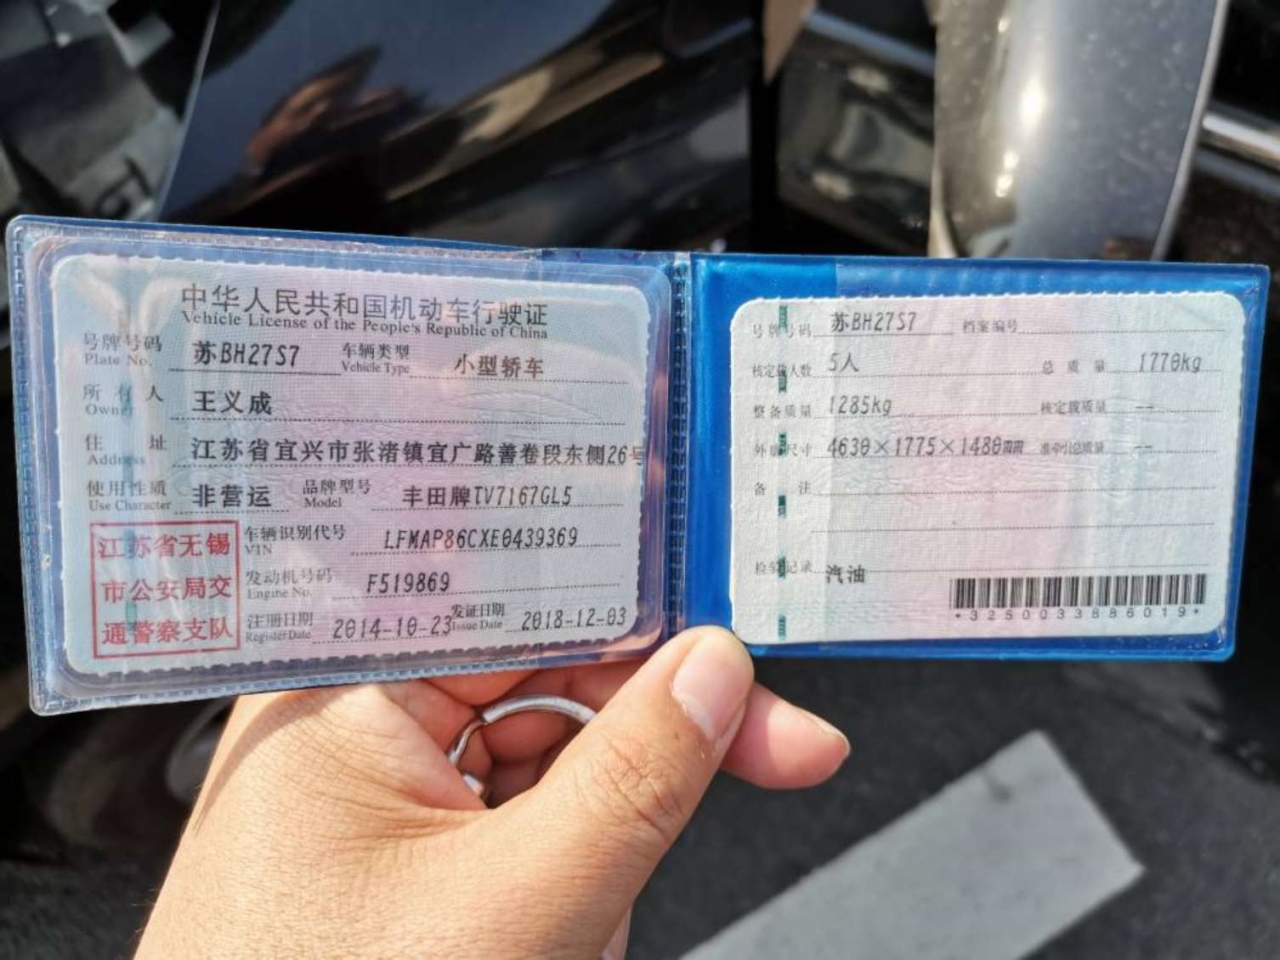 中华人民共和国机动车行驶证
Vehicle License of the People's Republic of China
号牌号码 苏BH27S7 车辆类型 小型轿车
Plate No. Vehicle Type
所有人 王义成
Owner
住址 江苏省宜兴市张渚镇宜广路善卷段东侧26号
Address
使用性质 非营运 品牌型号 丰田牌TV7167GL5
Use Character Model
江苏省无锡
市公安局交
通警察支队
车辆识别代号 LFMAP86CXE0439369
VIN
发动机号码 F519869
Engine No.
注册日期 2014-10-23 发证日期 2018-12-03
Register Date Issue Date
号牌号码 苏BH27S7 档案编号
核定载人数 5人 总质量 1770kg
整备质量 1285kg 核定载质量 --
外廓尺寸 4630×1775×1480 准牵引总质量 --
备注
检验记录 汽油
*3250033886019*